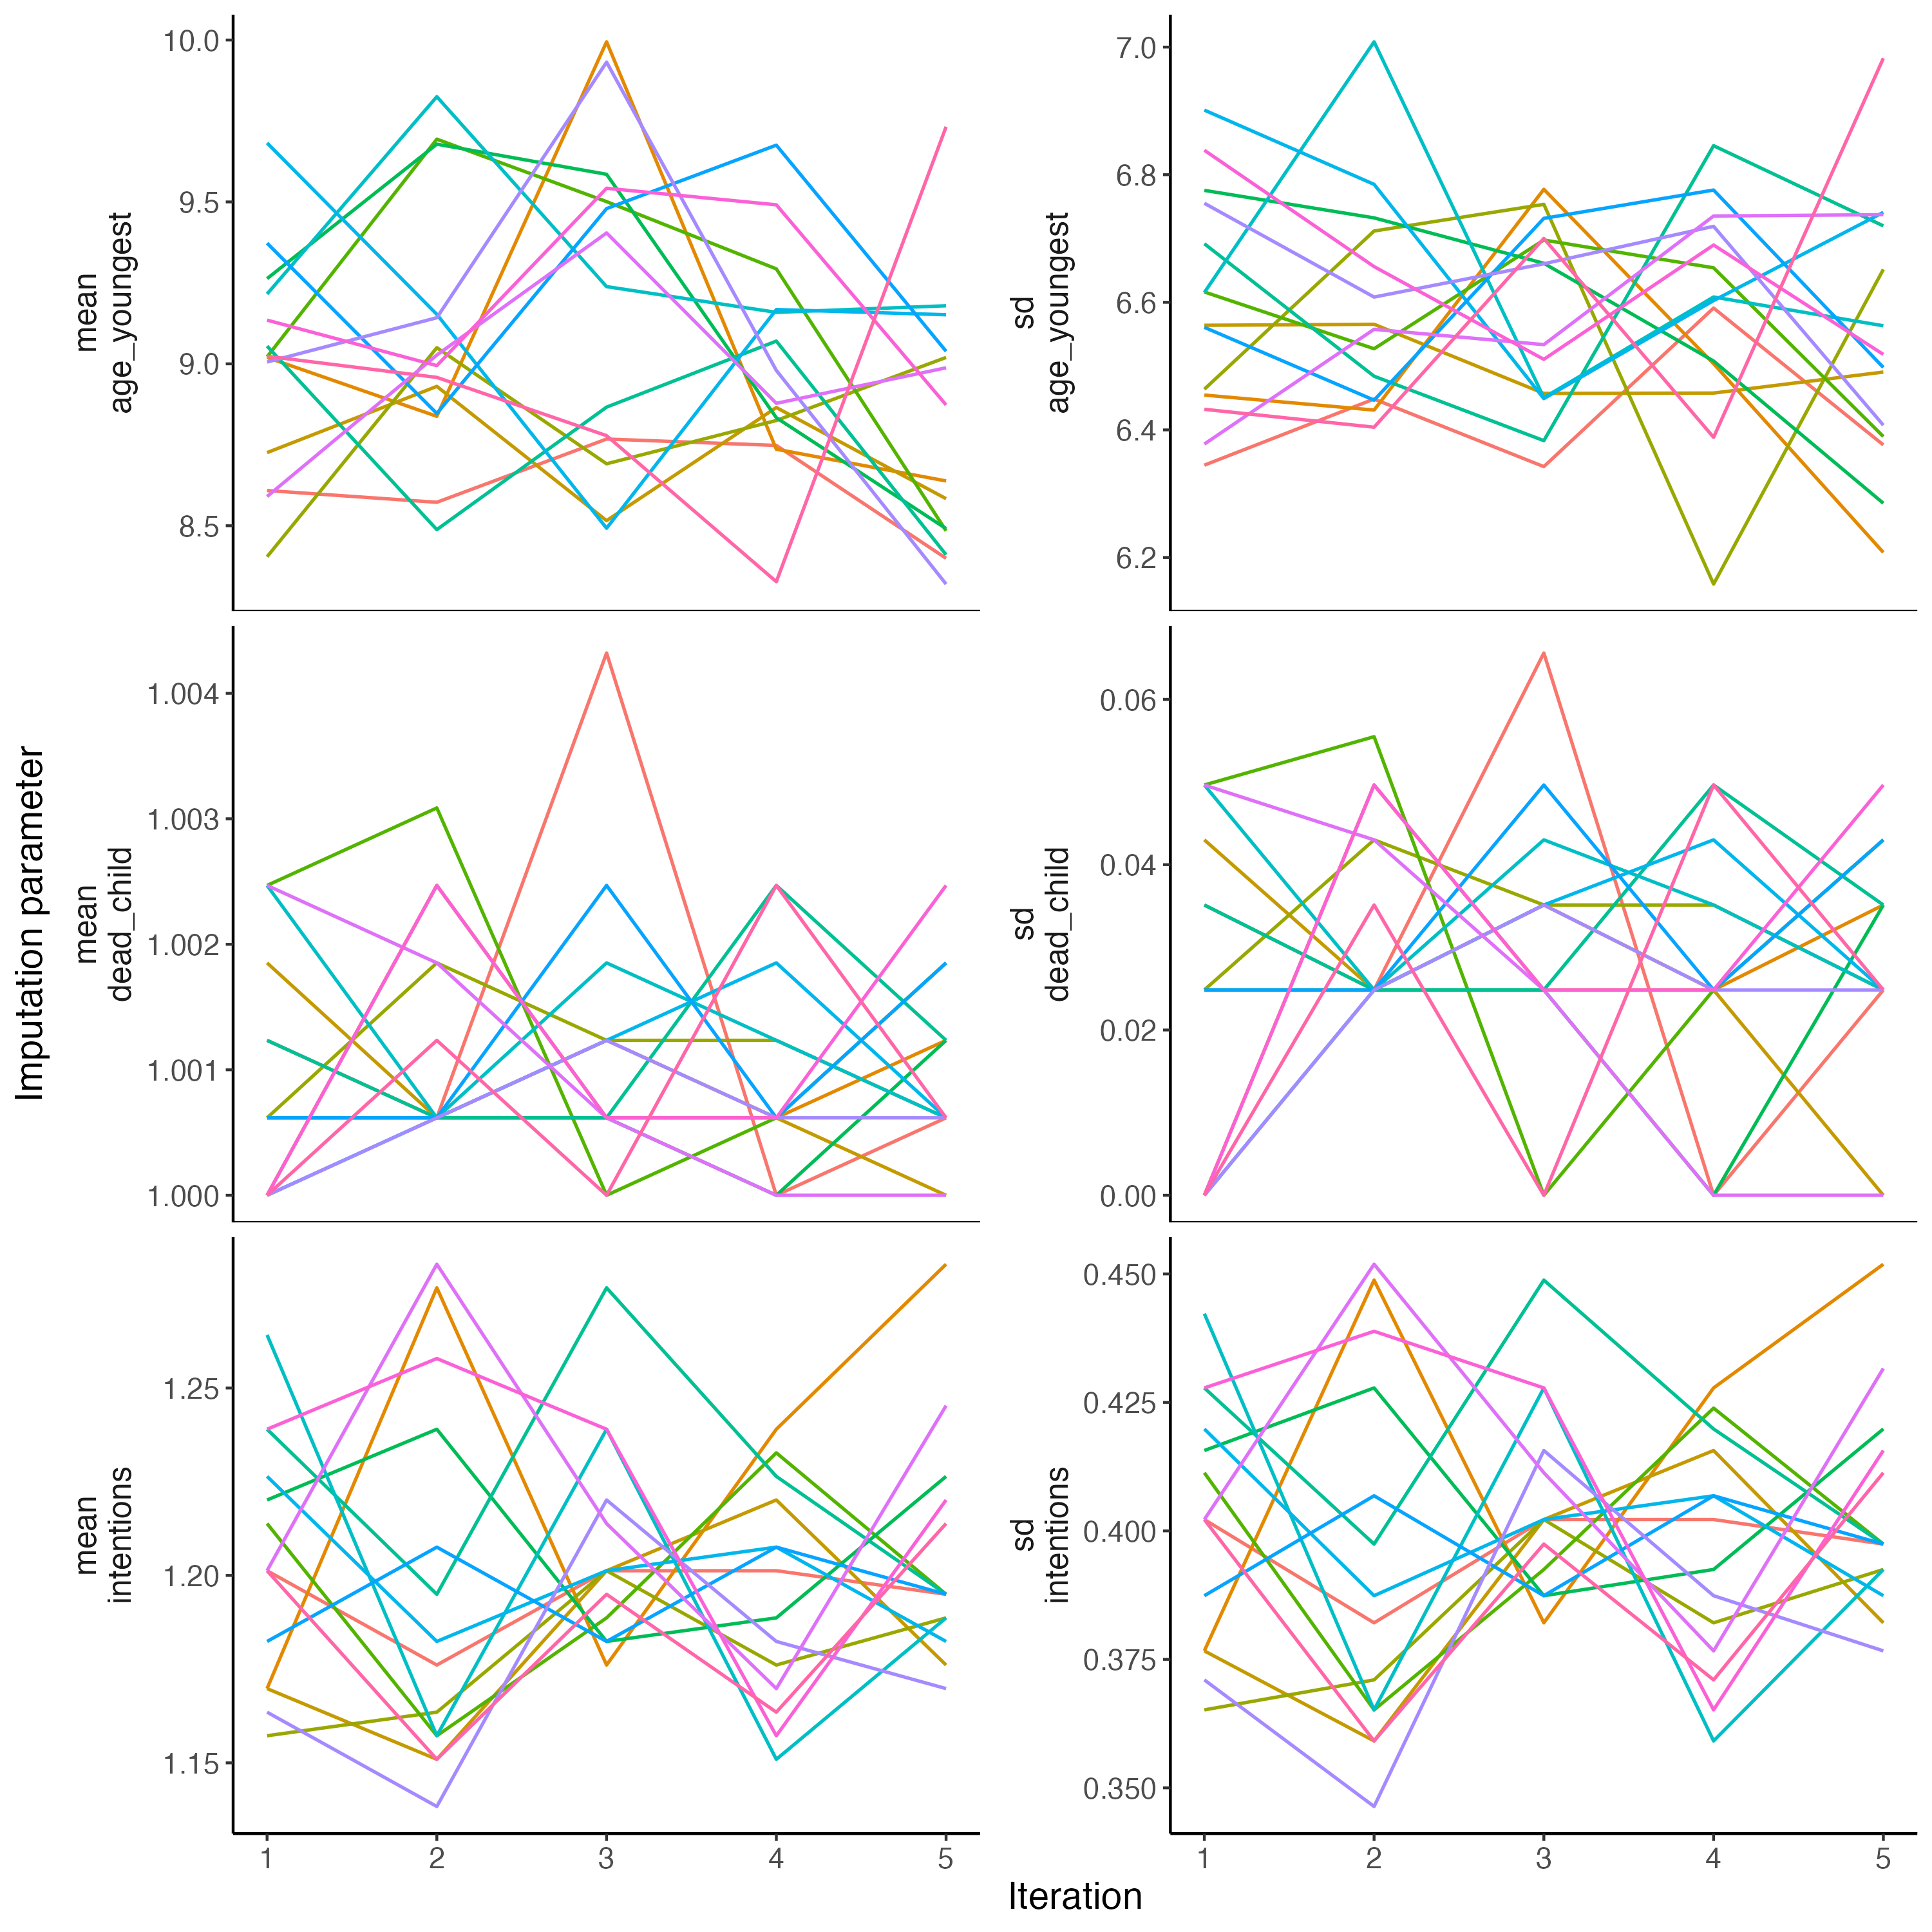 Imputation parameter
mean
age_youngest
10.0
9.5
9.0
8.5
sd
age_youngest
7.0
6.8
6.6
6.4
6.2
mean
dead_child
1.004
1.003
1.002
1.001
1.000
sd
dead_child
0.06
0.04
0.02
0.00
mean
intentions
1.25
1.20
1.15
sd
intentions
0.450
0.425
0.400
0.375
0.350
1 2 3 4 5
1 2 3 4 5
Iteration